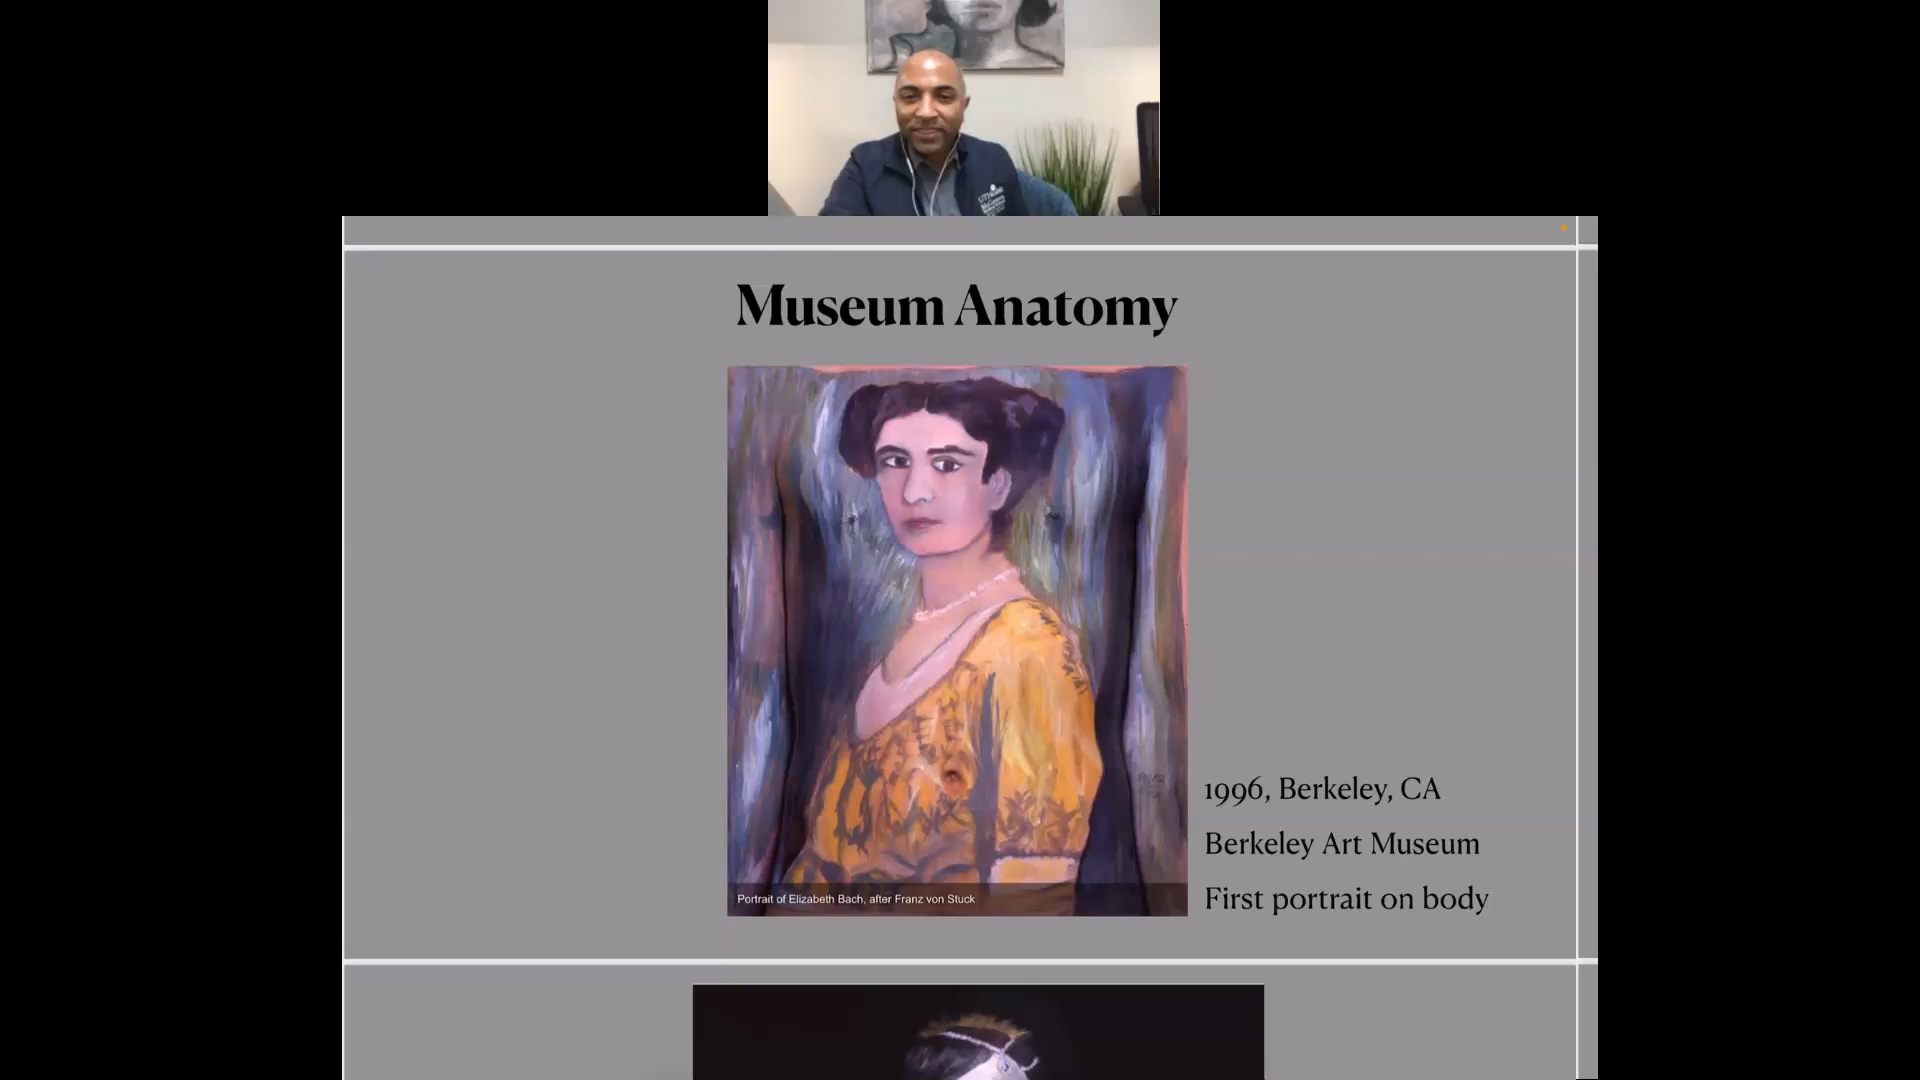 Museum Anatomy
Portrait of Elizabeth Bach, after Franz von Stuck
1996, Berkeley, CA
Berkeley Art Museum
First portrait on body